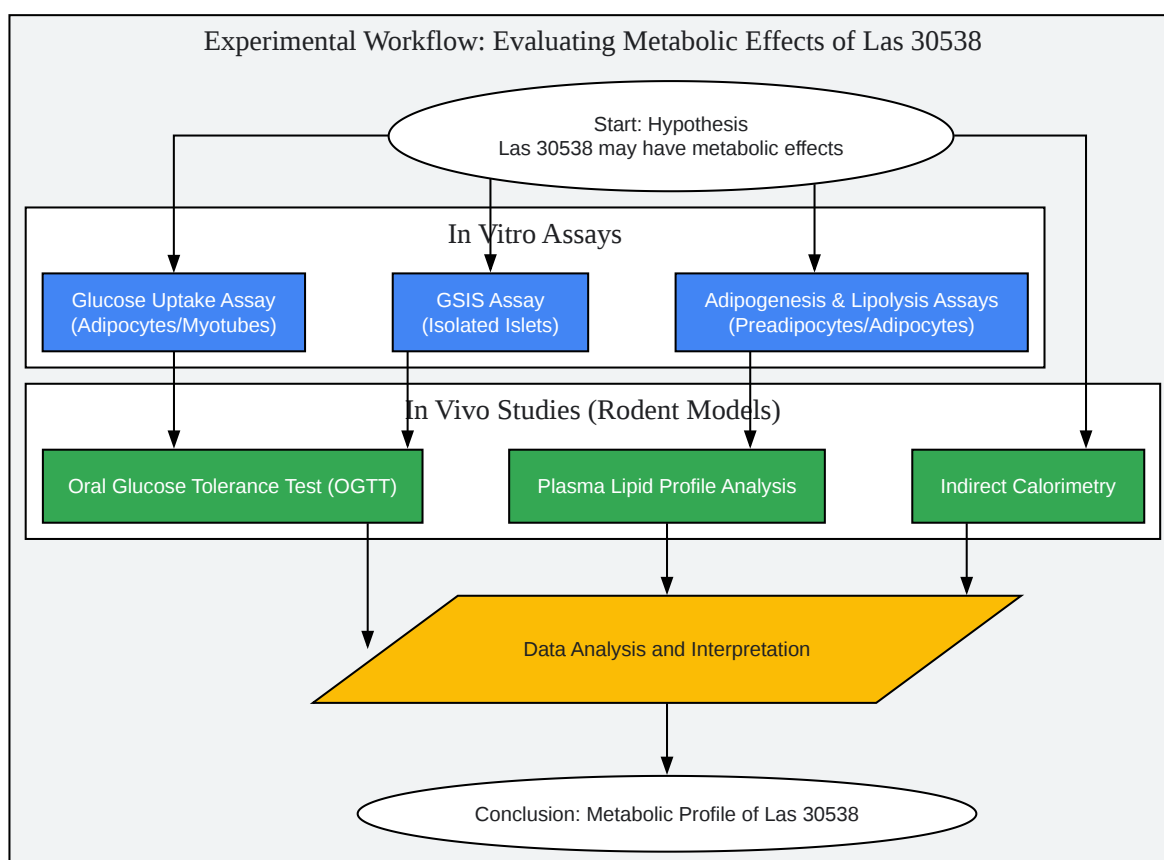 Experimental Workflow: Evaluating Metabolic Effects of Las 30538
Start: Hypothesis
Las 30538 may have metabolic effects
In Vitro Assays
Glucose Uptake Assay
(Adipocytes/Myotubes)
GSIS Assay
(Isolated Islets)
Adipogenesis & Lipolysis Assays
(Preadipocytes/Adipocytes)
In Vivo Studies (Rodent Models)
Oral Glucose Tolerance Test (OGTT)
Plasma Lipid Profile Analysis
Indirect Calorimetry
Data Analysis and Interpretation
Conclusion: Metabolic Profile of Las 30538